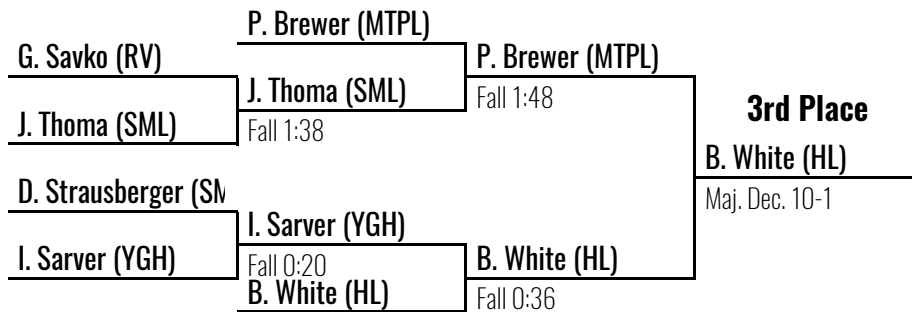 P. Brewer (MTPL)
G. Savko (RV)
P. Brewer (MTPL)
J. Thoma (SML)
Fall 1:48
3rd Place
J. Thoma (SML)
Fall 1:38
B. White (HL)
D. Strausberger (SM
Maj. Dec. 10-1
I. Sarver (YGH)
I. Sarver (YGH)
Fall 0:20
B. White (HL)
B. White (HL)
Fall 0:36